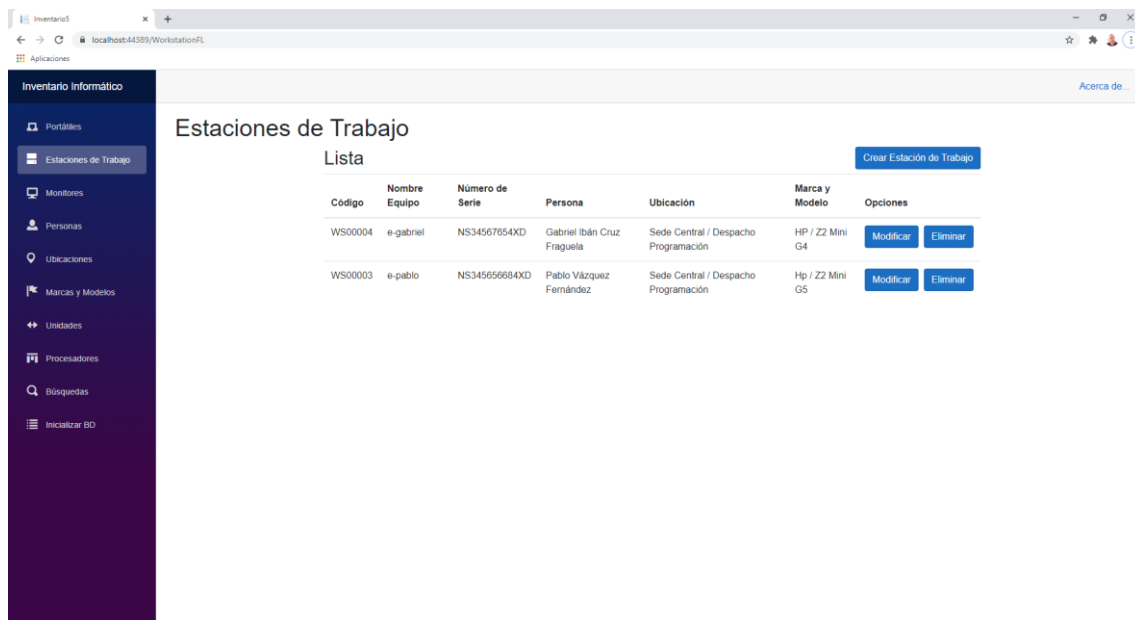 Inventario5
localhost:44389/WorkstationFL
Aplicaciones
Inventario Informático
Acerca de...
Portátiles
Estaciones de Trabajo
Monitores
Personas
Ubicaciones
Marcas y Modelos
Unidades
Procesadores
Búsquedas
Inicializar BD
Estaciones de Trabajo
Lista
Crear Estación de Trabajo
Código Nombre Equipo Número de Serie Persona Ubicación Marca y Modelo Opciones
WS00004 e-gabriel NS34567654XD Gabriel Ibán Cruz Fraguela Sede Central / Despacho Programación HP / Z2 Mini G4 Modificar Eliminar
WS00003 e-pablo NS345656684XD Pablo Vázquez Fernández Sede Central / Despacho Programación Hp / Z2 Mini G5 Modificar Eliminar